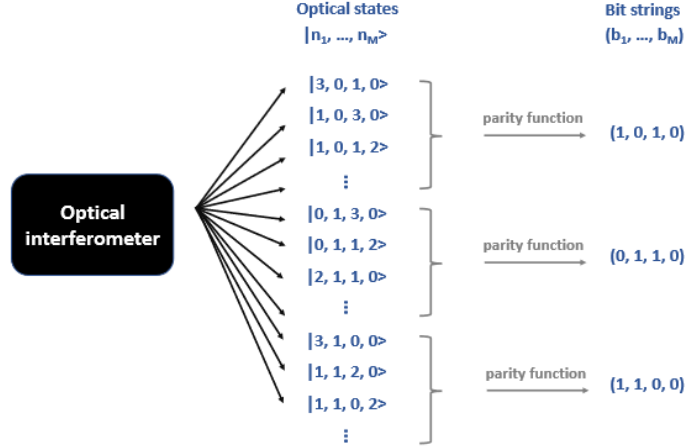 Optical states
|n₁, ..., n_M>
Bit strings
(b₁, ..., b_M)
|3, 0, 1, 0>
|1, 0, 3, 0>
|1, 0, 1, 2>
...
parity function
(1, 0, 1, 0)
Optical
interferometer
|0, 1, 3, 0>
|0, 1, 1, 2>
|2, 1, 1, 0>
...
parity function
(0, 1, 1, 0)
|3, 1, 0, 0>
|1, 1, 2, 0>
|1, 1, 0, 2>
...
parity function
(1, 1, 0, 0)